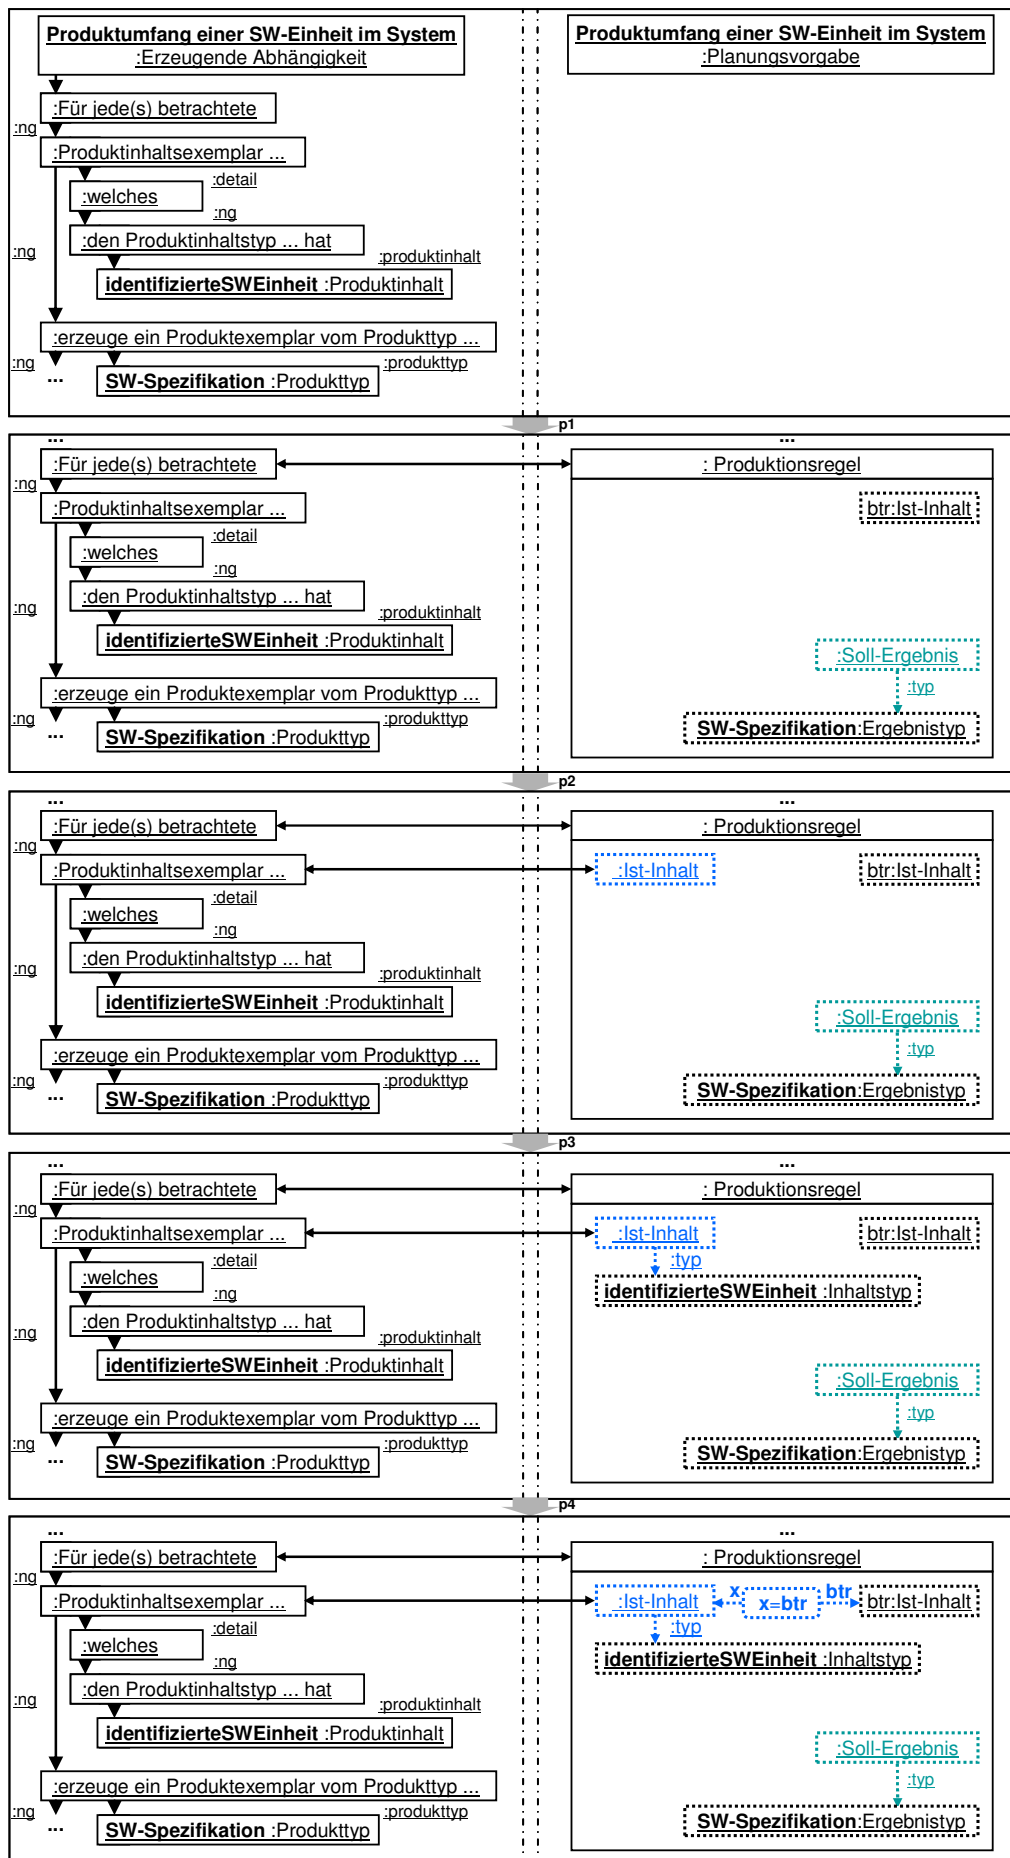 Produktumfang einer SW-Einheit im System
:Erzeugende Abhängigkeit
Produktumfang einer SW-Einheit im System
:Planungsvorgabe
:Für jede(s) betrachtete
:ng
:Produktinhaltsexemplar ...
:detail
:welches
:ng
:ng
:den Produktinhaltstyp ... hat
:produktinhalt
identifizierteSWEinheit :Produktinhalt
:erzeuge ein Produktexemplar vom Produkttyp ...
:ng
:produkttyp
...
SW-Spezifikation :Produkttyp
p1
...
...
:Für jede(s) betrachtete
: Produktionsregel
:ng
:Produktinhaltsexemplar ...
btr:Ist-Inhalt
:detail
:welches
:ng
:ng
:den Produktinhaltstyp ... hat
:produktinhalt
identifizierteSWEinheit :Produktinhalt
:Soll-Ergebnis
:typ
:erzeuge ein Produktexemplar vom Produkttyp ...
:ng
:produkttyp
...
SW-Spezifikation :Produkttyp
SW-Spezifikation:Ergebnistyp
p2
...
...
:Für jede(s) betrachtete
: Produktionsregel
:ng
:Produktinhaltsexemplar ...
:Ist-Inhalt
btr:Ist-Inhalt
:detail
:welches
:ng
:ng
:den Produktinhaltstyp ... hat
:produktinhalt
identifizierteSWEinheit :Produktinhalt
:Soll-Ergebnis
:typ
:erzeuge ein Produktexemplar vom Produkttyp ...
:ng
:produkttyp
...
SW-Spezifikation :Produkttyp
SW-Spezifikation:Ergebnistyp
p3
...
...
:Für jede(s) betrachtete
: Produktionsregel
:ng
:Produktinhaltsexemplar ...
:Ist-Inhalt
btr:Ist-Inhalt
:detail
:typ
:welches
identifizierteSWEinheit :Inhaltstyp
:ng
:ng
:den Produktinhaltstyp ... hat
:produktinhalt
identifizierteSWEinheit :Produktinhalt
:Soll-Ergebnis
:typ
:erzeuge ein Produktexemplar vom Produkttyp ...
:ng
:produkttyp
...
SW-Spezifikation :Produkttyp
SW-Spezifikation:Ergebnistyp
p4
...
...
:Für jede(s) betrachtete
: Produktionsregel
:ng
:Produktinhaltsexemplar ...
:Ist-Inhalt
x
x=btr
btr
btr:Ist-Inhalt
:detail
:typ
:welches
identifizierteSWEinheit :Inhaltstyp
:ng
:ng
:den Produktinhaltstyp ... hat
:produktinhalt
identifizierteSWEinheit :Produktinhalt
:Soll-Ergebnis
:typ
:erzeuge ein Produktexemplar vom Produkttyp ...
:ng
:produkttyp
...
SW-Spezifikation :Produkttyp
SW-Spezifikation:Ergebnistyp